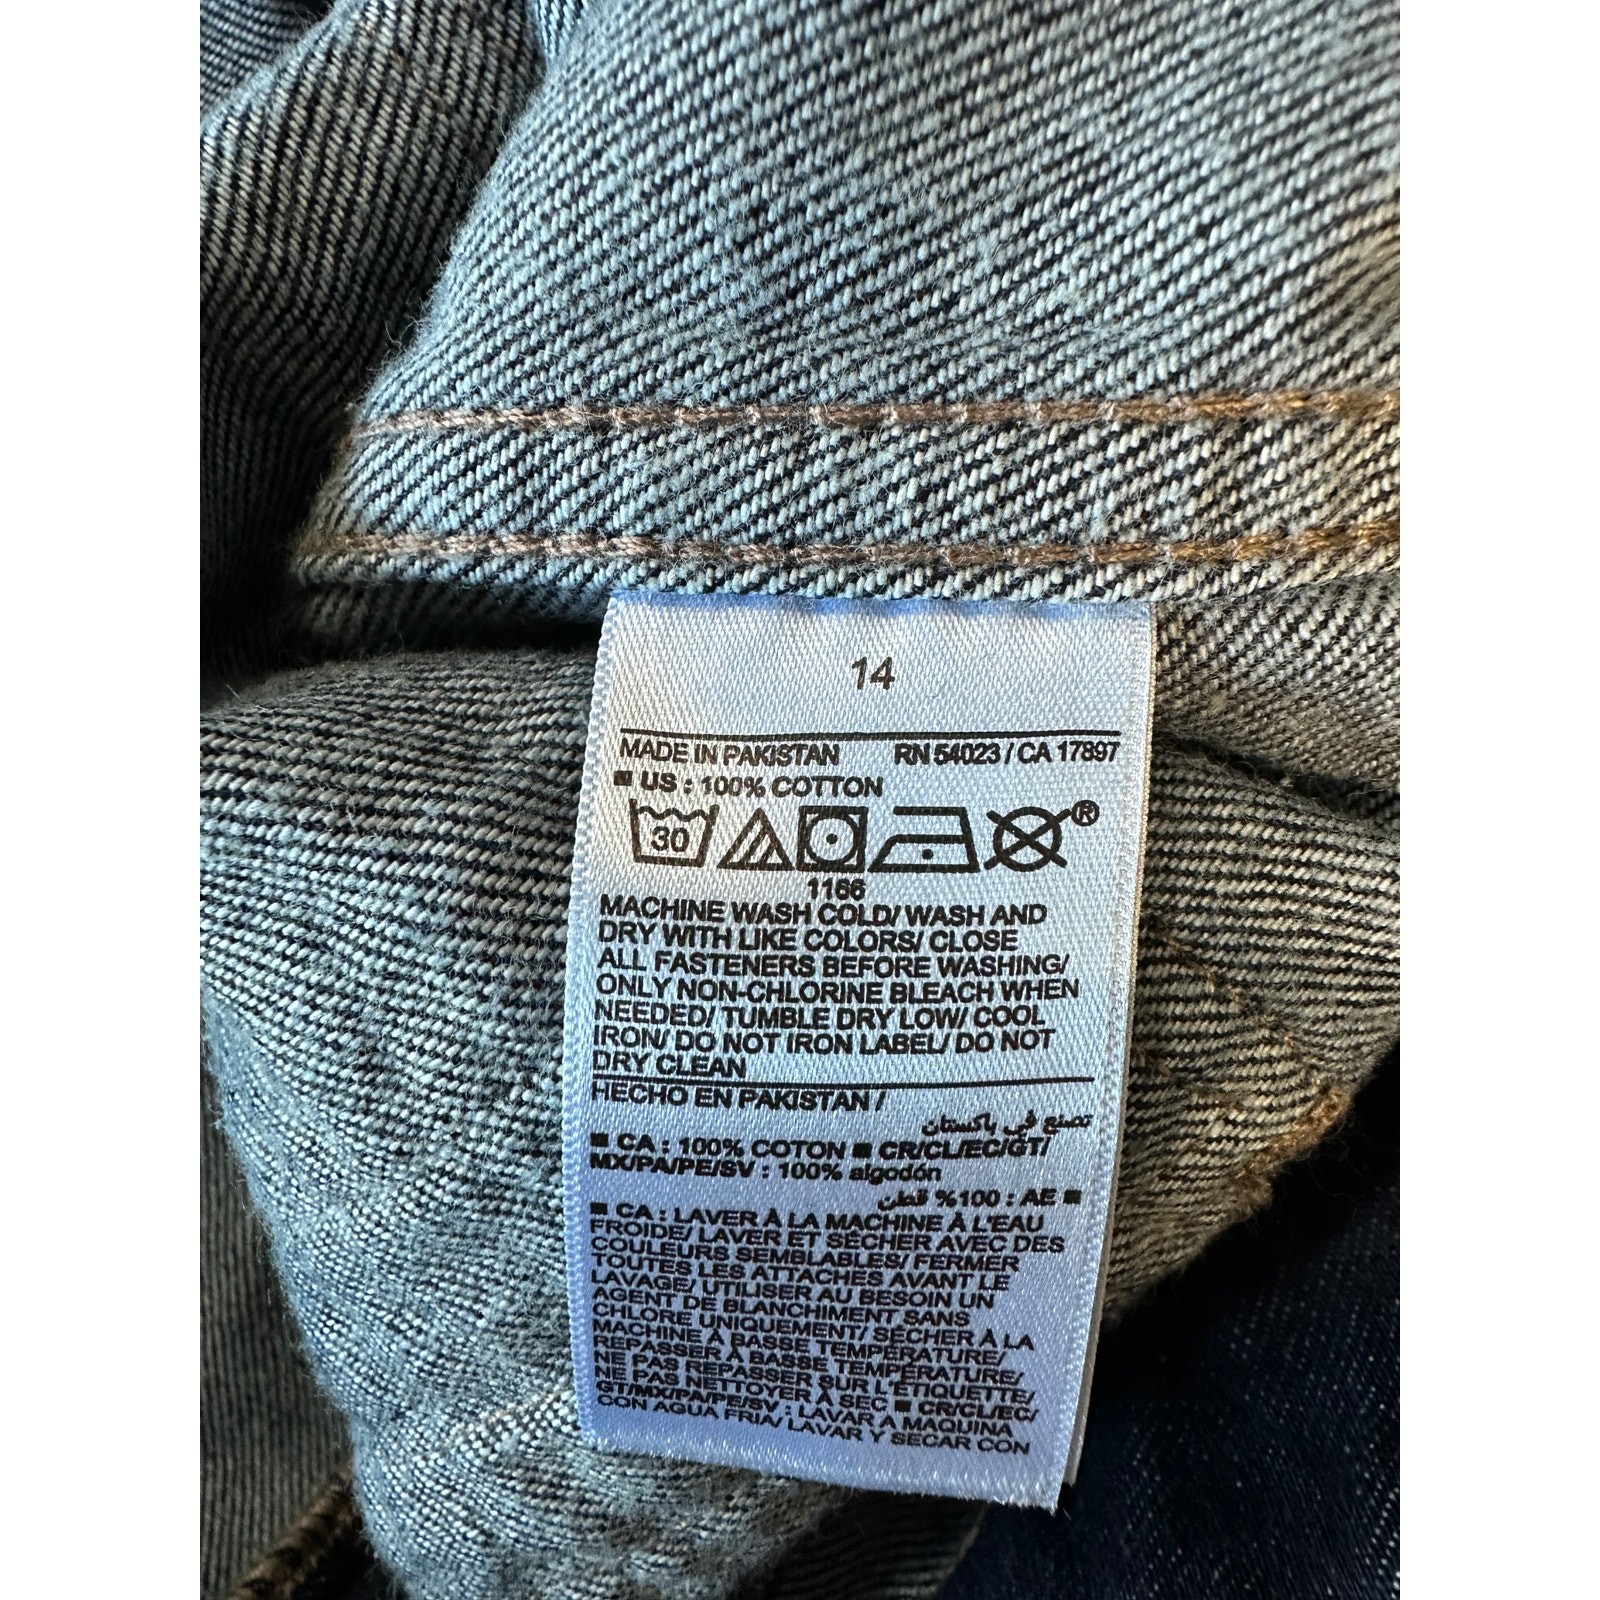 14
MADE IN PAKISTAN RN 54023 / CA 17897
■ US : 100% COTTON
30 ®
1166
MACHINE WASH COLD/ WASH AND
DRY WITH LIKE COLORS/ CLOSE
ALL FASTENERS BEFORE WASHING/
ONLY NON-CHLORINE BLEACH WHEN
NEEDED/ TUMBLE DRY LOW/ COOL
IRON/ DO NOT IRON LABEL/ DO NOT
DRY CLEAN
HECHO EN PAKISTAN /
تصنع في باكستان
■ CA : 100% COTON ■ CR/CL/EC/GT/
MX/PA/PE/SV : 100% algodón
■ AE : 100% قطن
■ CA : LAVER À LA MACHINE À L'EAU
FROIDE/ LAVER ET SÉCHER AVEC DES
COULEURS SEMBLABLES/ FERMER
TOUTES LES ATTACHES AVANT LE
LAVAGE/ UTILISER AU BESOIN UN
AGENT DE BLANCHIMENT SANS
CHLORE UNIQUEMENT/ SÉCHER À LA
MACHINE À BASSE TEMPÉRATURE/
REPASSER À BASSE TEMPÉRATURE/
NE PAS REPASSER SUR L'ÉTIQUETTE/
NE PAS NETTOYER À SEC ■ CR/CL/EC/
GT/MX/PA/PE/SV : LAVAR A MAQUINA
CON AGUA FRIA/ LAVAR Y SECAR CON